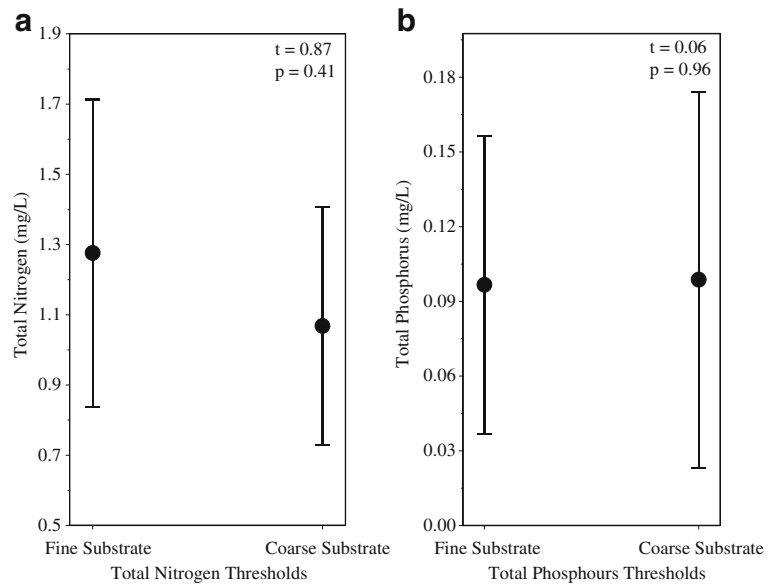 a
1.9
1.7
1.5
1.3
1.1
0.9
0.7
0.5
Total Nitrogen (mg/L)
t = 0.87
p = 0.41
Fine Substrate
Coarse Substrate
Total Nitrogen Thresholds
b
0.18
0.15
0.12
0.09
0.06
0.03
0.00
Total Phosphorus (mg/L)
t = 0.06
p = 0.96
Fine Substrate
Coarse Substrate
Total Phosphours Thresholds